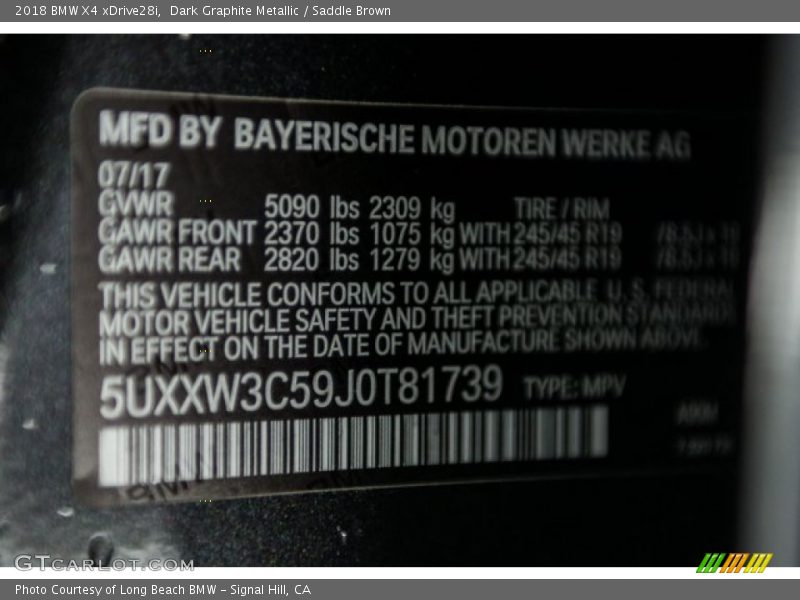 2018 BMW X4 xDrive28i, Dark Graphite Metallic / Saddle Brown
MFD BY BAYERISCHE MOTOREN WERKE AG
07/17
GVWR 5090 lbs 2309 kg TIRE / RIM
GAWR FRONT 2370 lbs 1075 kg WITH 245/45 R19 /8.5J x
GAWR REAR 2820 lbs 1279 kg WITH 245/45 R19 /8.5J x
THIS VEHICLE CONFORMS TO ALL APPLICABLE U.S. FEDERAL
MOTOR VEHICLE SAFETY AND THEFT PREVENTION STANDARDS
IN EFFECT ON THE DATE OF MANUFACTURE SHOWN ABOVE.
5UXXW3C59J0T81739 TYPE: MPV
GTCARLOT.COM
Photo Courtesy of Long Beach BMW - Signal Hill, CA